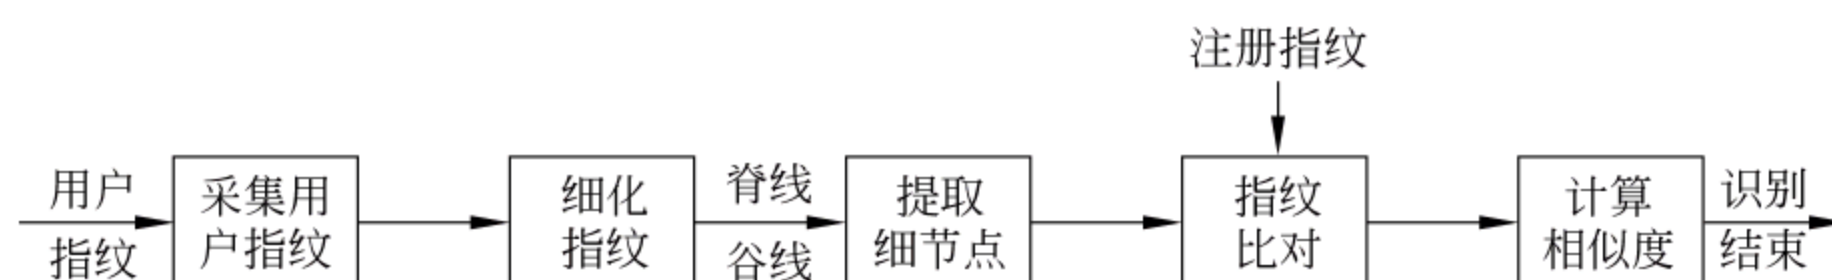 注册指纹
用户
指纹
采集用
户指纹
细化
指纹
脊线
谷线
提取
细节点
指纹
比对
计算
相似度
识别
结束